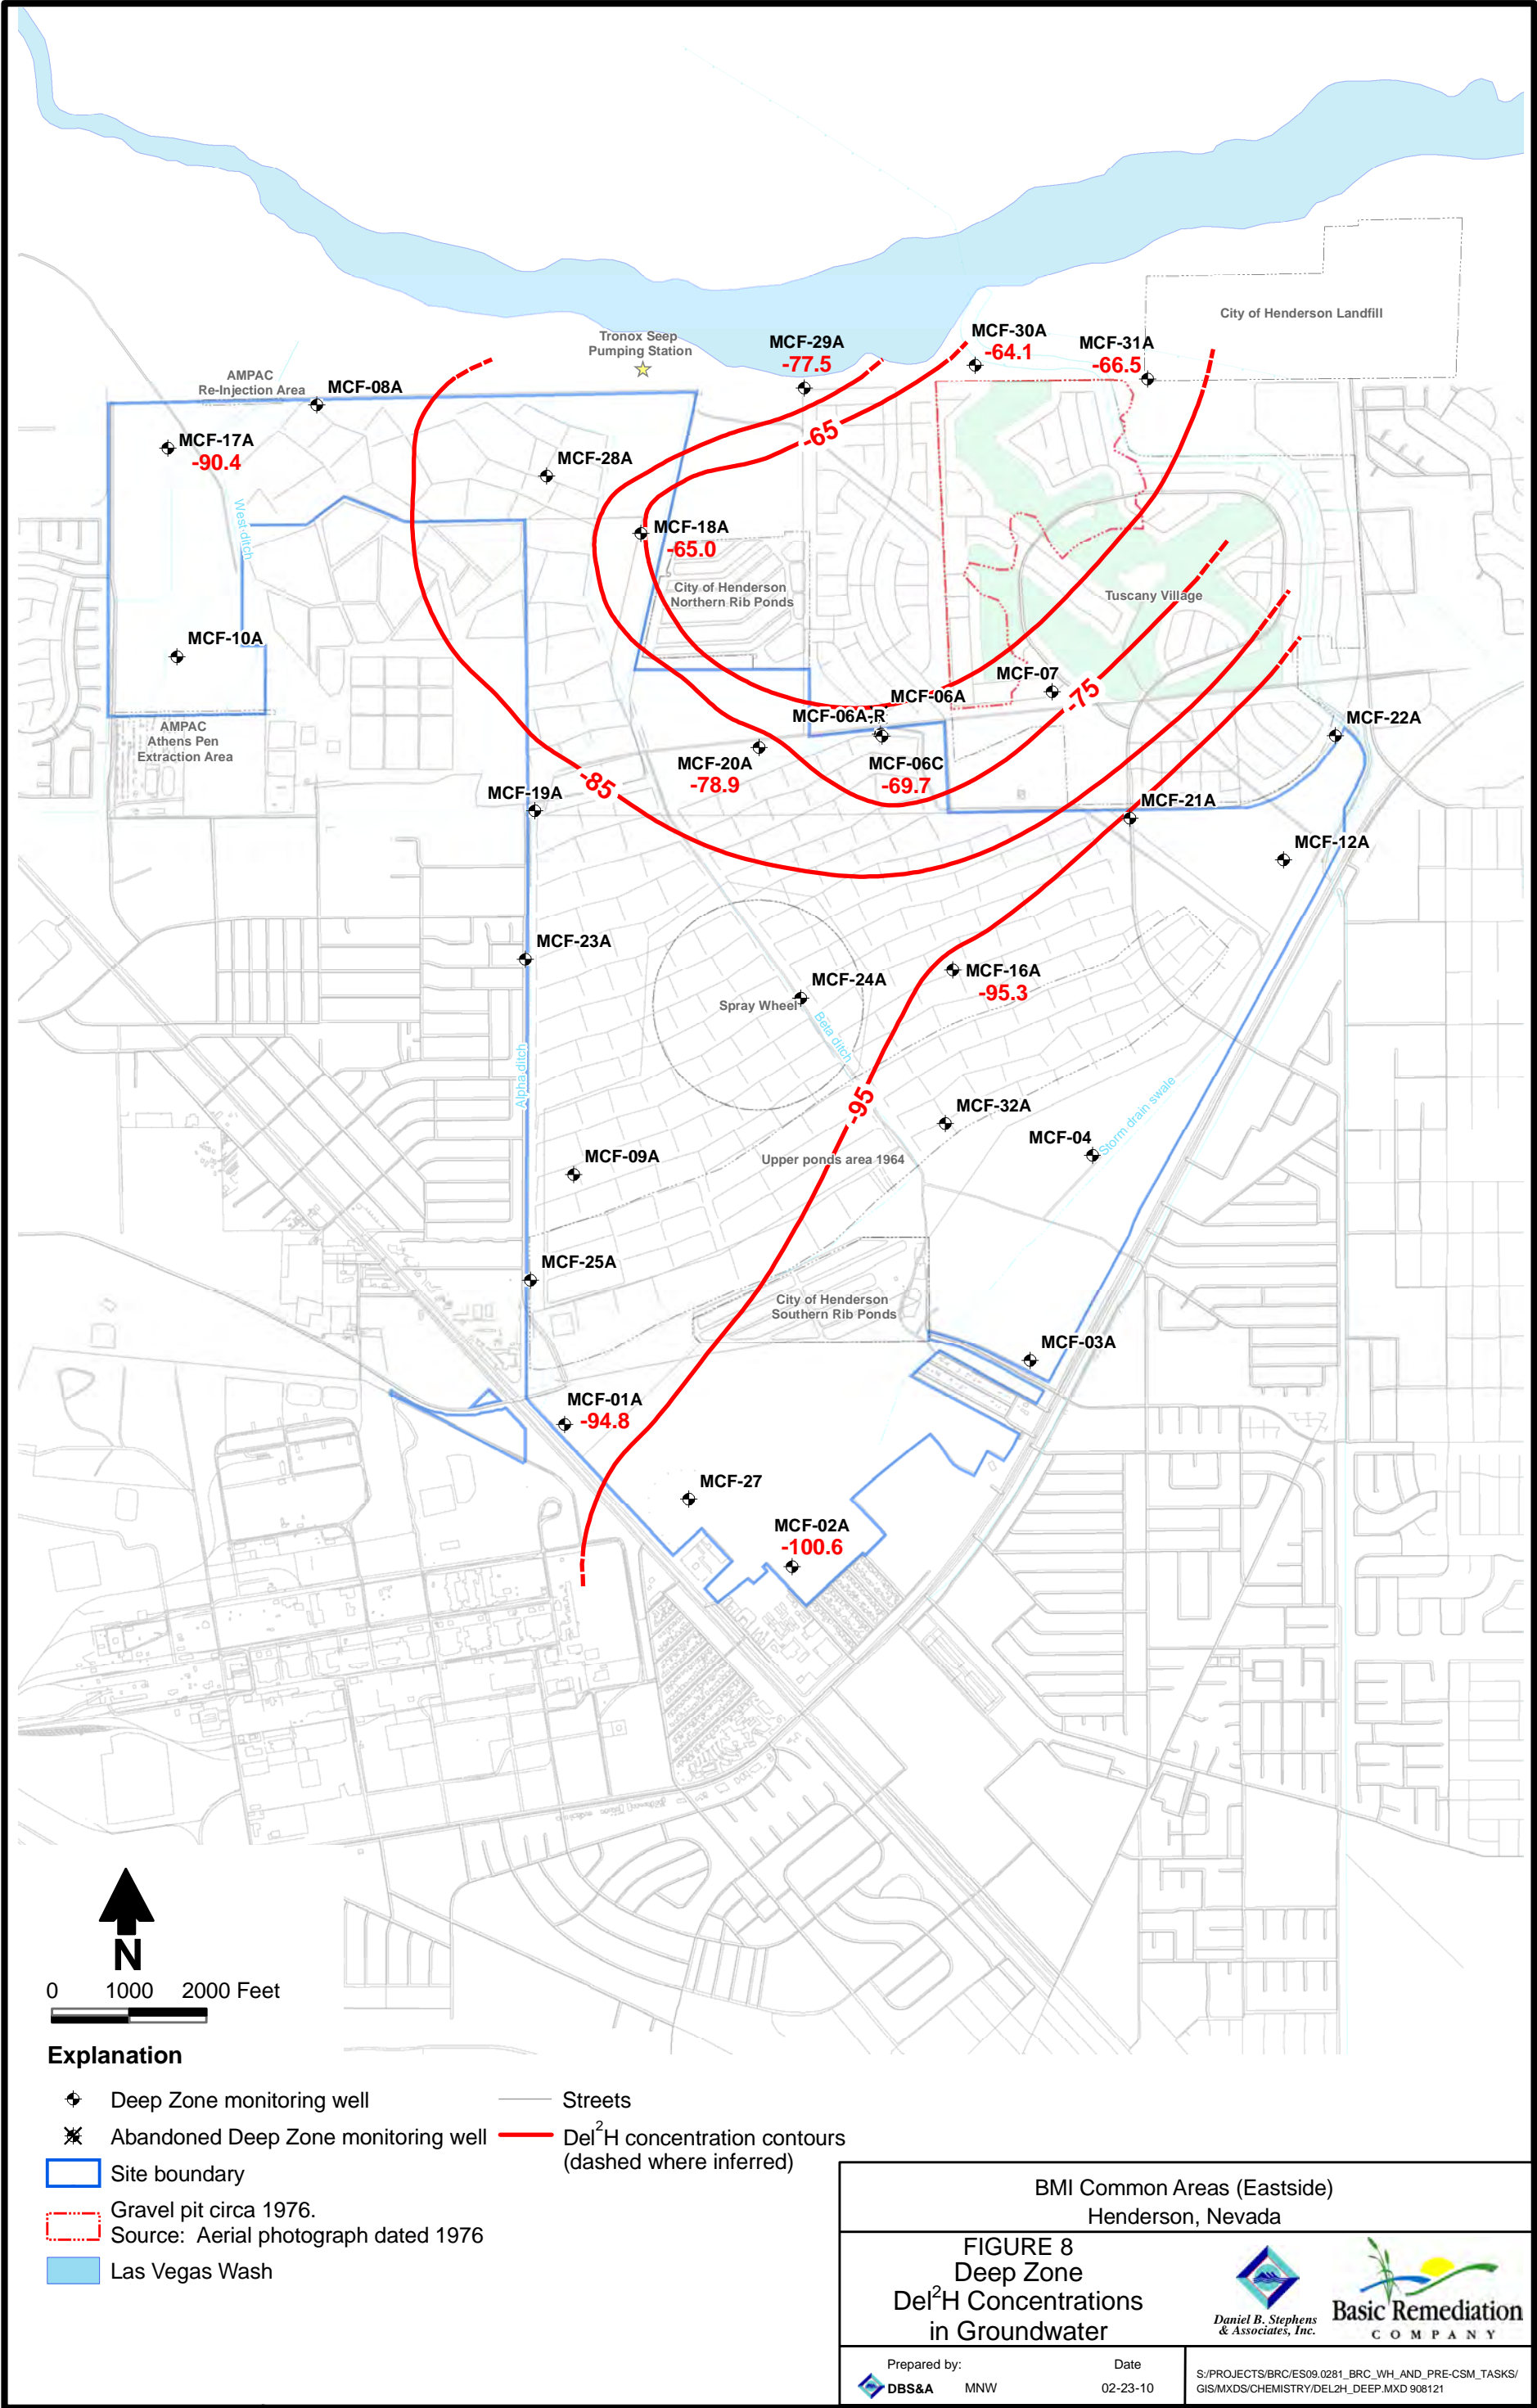 City of Henderson Landfill
Tronox Seep
Pumping Station
MCF-29A
-77.5
MCF-30A
-64.1
MCF-31A
-66.5
AMPAC
Re-Injection Area
MCF-08A
MCF-17A
-90.4
-65
MCF-28A
West ditch
MCF-18A
-65.0
City of Henderson
Northern Rib Ponds
Tuscany Village
MCF-10A
MCF-07
MCF-06A
-75
MCF-06A-R
MCF-22A
AMPAC
Athens Pen
Extraction Area
MCF-20A
-78.9
MCF-06C
-69.7
-85
MCF-19A
MCF-21A
MCF-12A
MCF-23A
MCF-16A
-95.3
MCF-24A
Spray Wheel
Beta ditch
Alpha ditch
-95
MCF-32A
Storm drain swale
MCF-04
MCF-09A
Upper ponds area 1964
MCF-25A
City of Henderson
Southern Rib Ponds
MCF-03A
MCF-01A
-94.8
MCF-27
MCF-02A
-100.6
N
0 1000 2000 Feet
Explanation
Deep Zone monitoring well
Abandoned Deep Zone monitoring well
Site boundary
Gravel pit circa 1976.
Source: Aerial photograph dated 1976
Las Vegas Wash
Streets
Del²H concentration contours
(dashed where inferred)
BMI Common Areas (Eastside)
Henderson, Nevada
FIGURE 8
Deep Zone
Del²H Concentrations
in Groundwater
Daniel B. Stephens
& Associates, Inc.
Basic Remediation
COMPANY
Prepared by:
DBS&A MNW
Date
02-23-10
S:/PROJECTS/BRC/ES09.0281_BRC_WH_AND_PRE-CSM_TASKS/
GIS/MXDS/CHEMISTRY/DEL2H_DEEP.MXD 908121